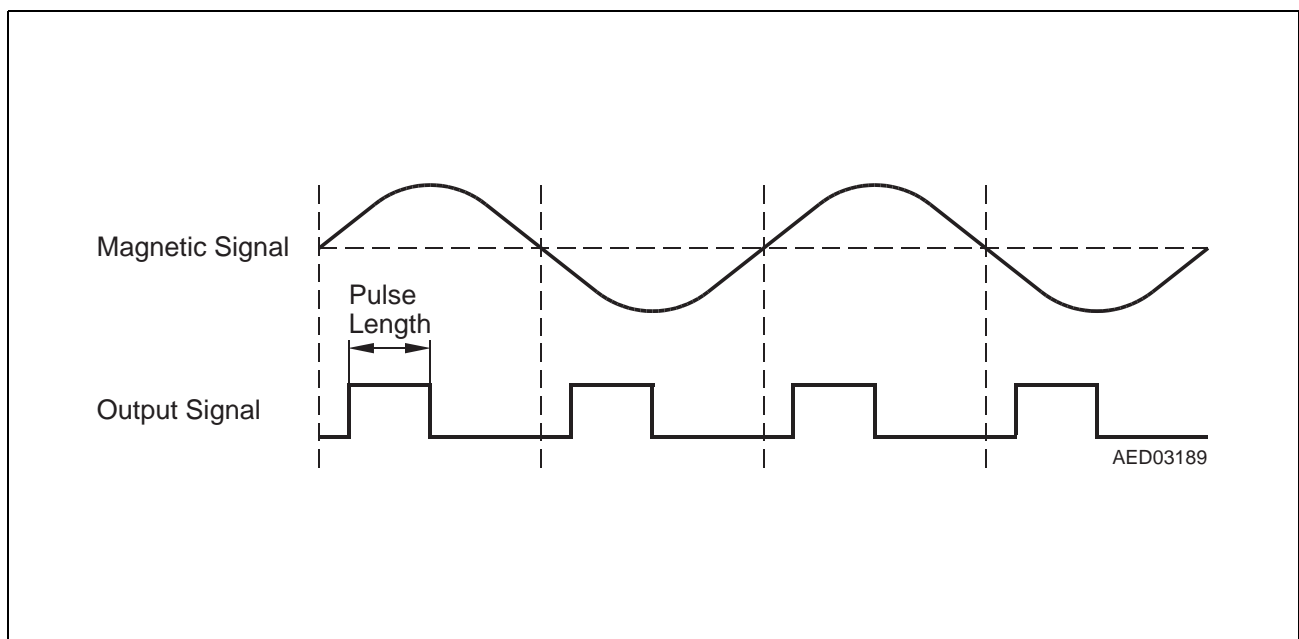 Magnetic Signal
Pulse
Length
Output Signal
AED03189